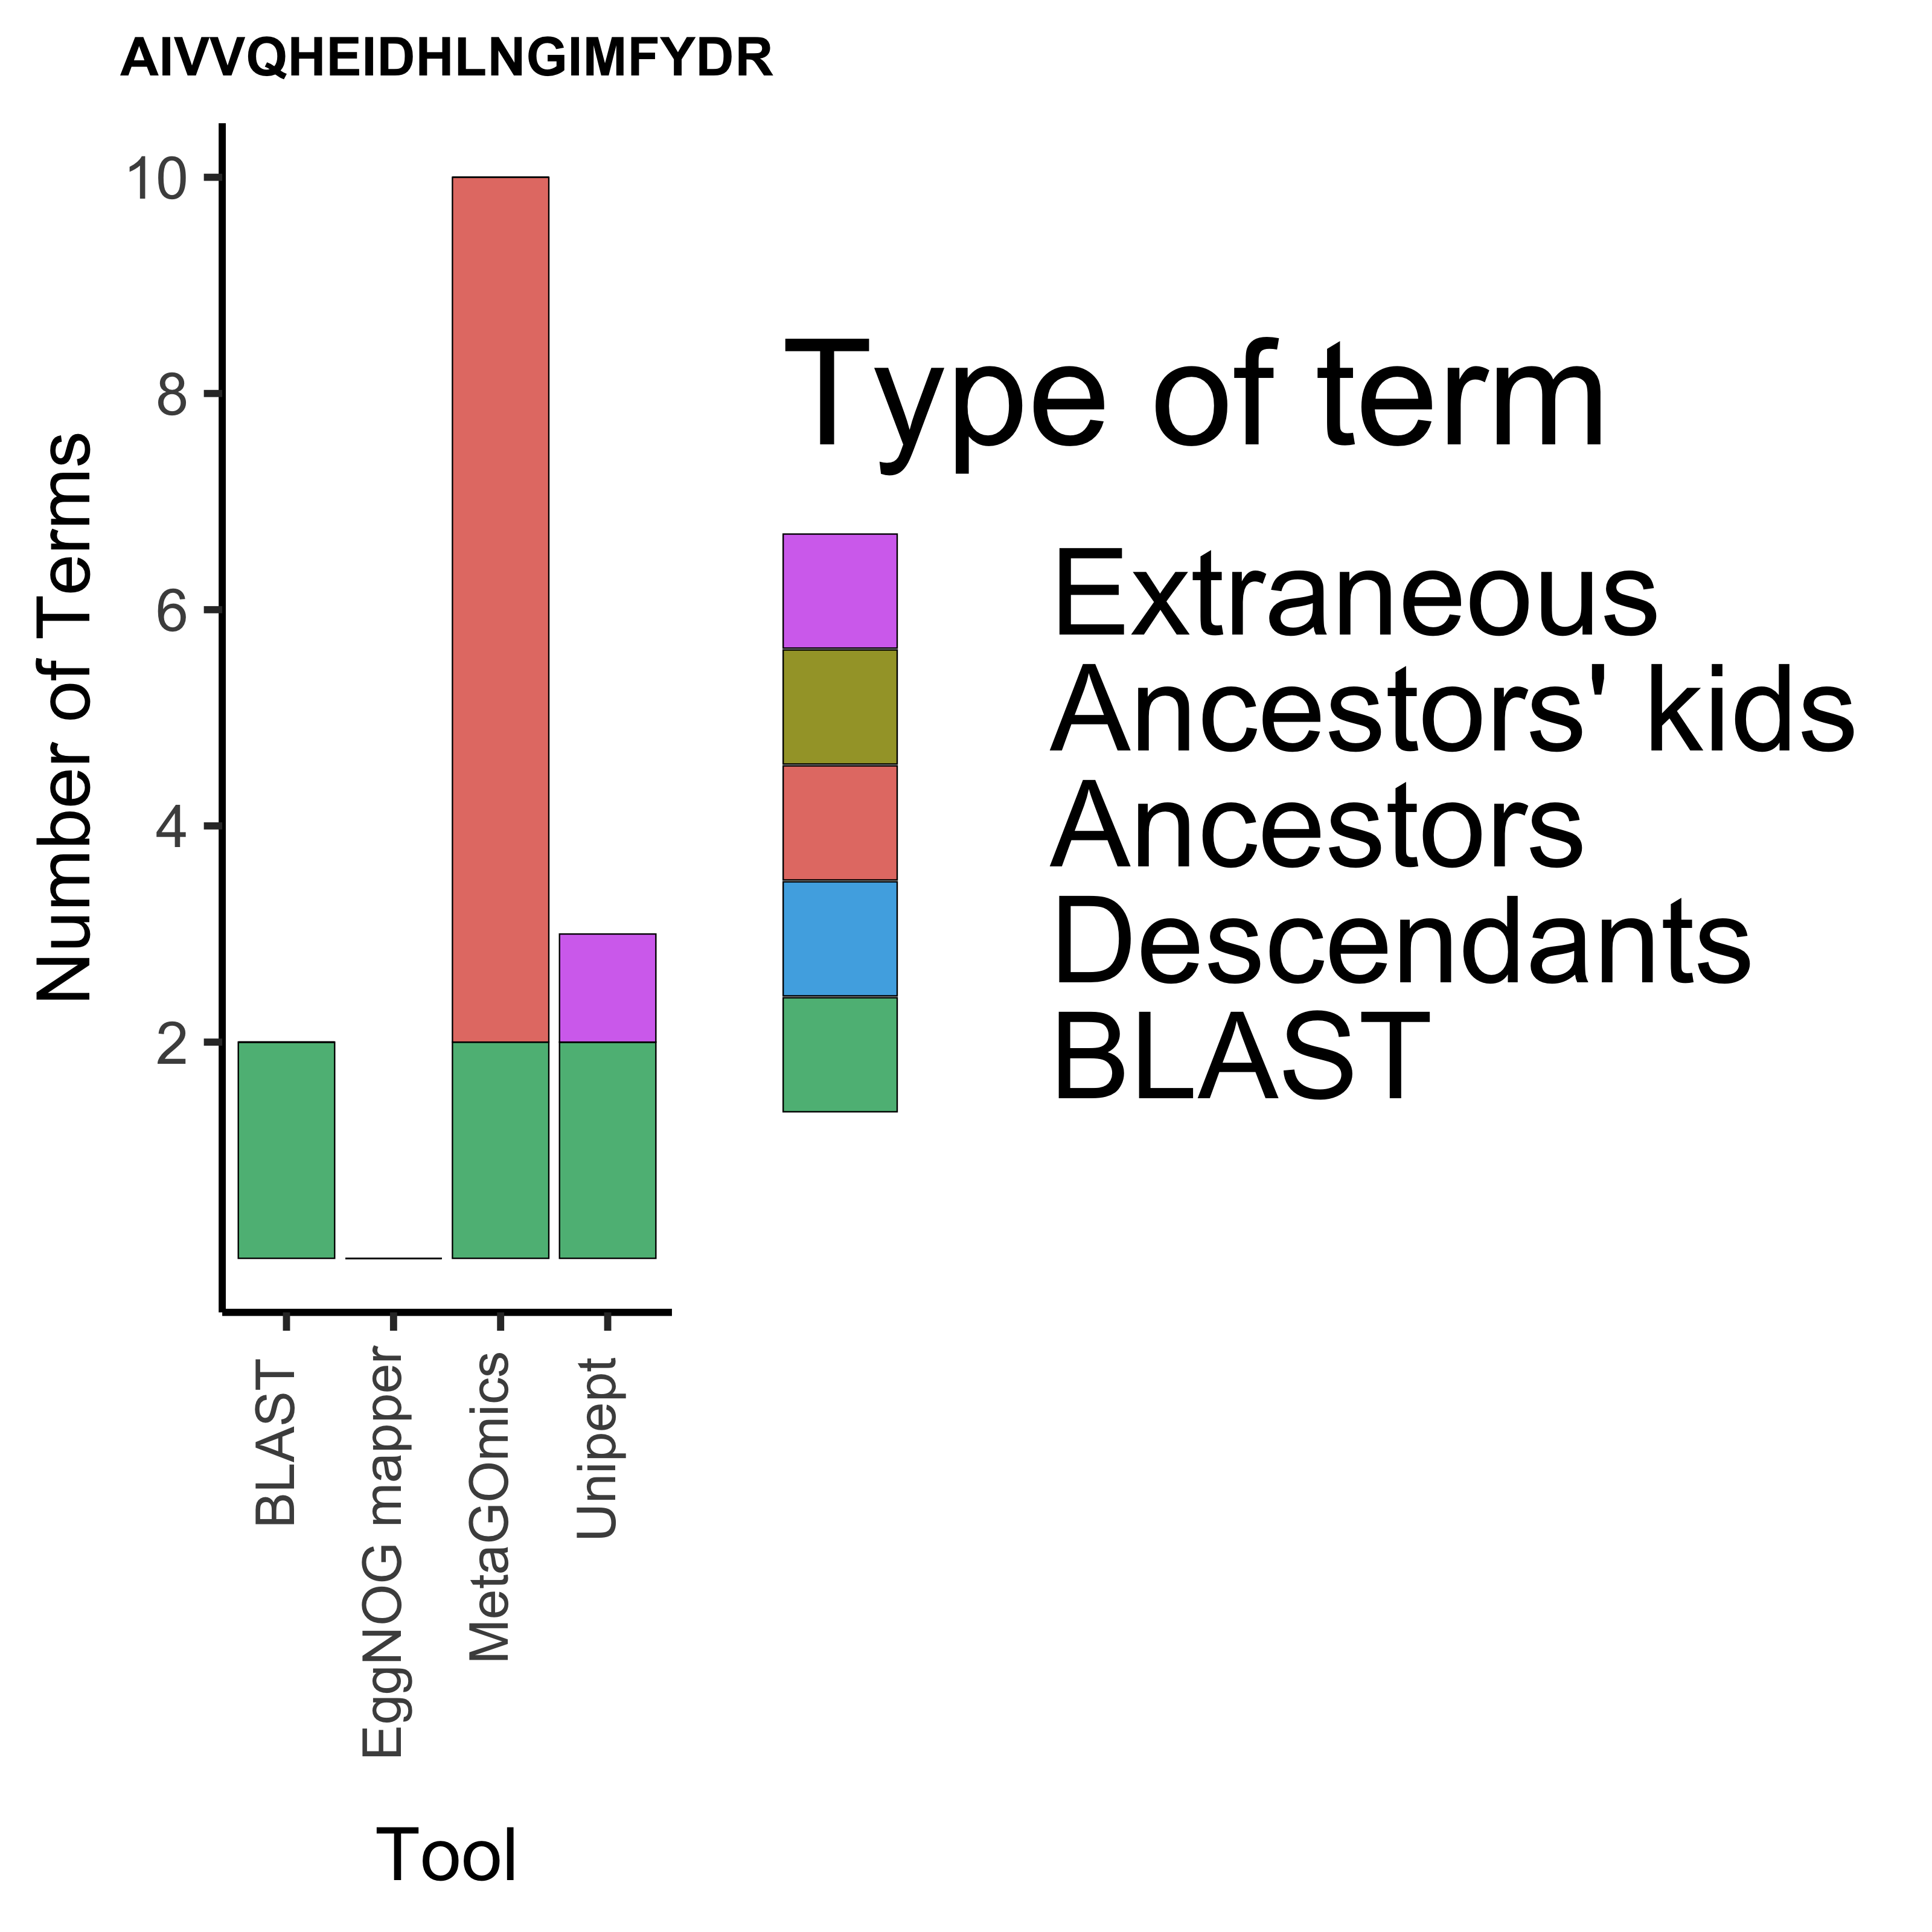 AIVVQHEIDHLNGIMFYDR
Number of Terms
10
8
6
4
2
BLAST
EggNOG mapper
MetaGOmics
Unipept
Tool
Type of term
Extraneous
Ancestors' kids
Ancestors
Descendants
BLAST